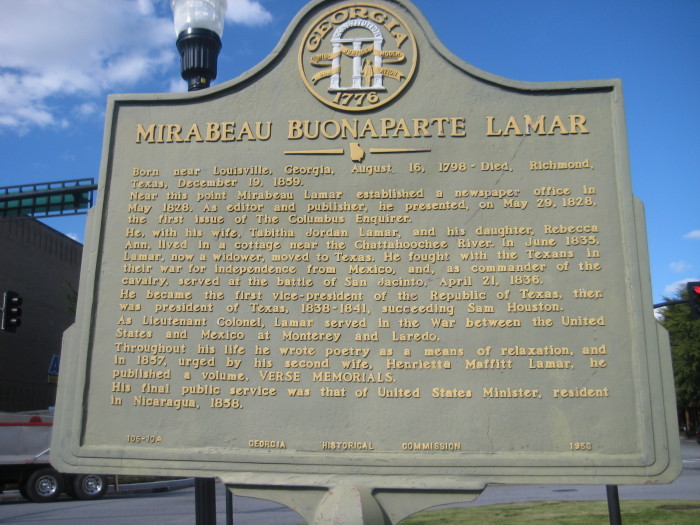 GEORGIA
1776
MIRABEAU BUONAPARTE LAMAR
Born near Louisville, Georgia, August 16, 1798 - Died, Richmond,
Texas, December 19, 1859.
Near this point Mirabeau Lamar established a newspaper office in
May 1828. As editor and publisher, he presented, on May 29, 1828,
the first issue of The Columbus Enquirer.
He, with his wife, Tabitha Jordan Lamar, and his daughter, Rebecca
Ann, lived in a cottage near the Chattahoochee River. In June 1835,
Lamar, now a widower, moved to Texas. He fought with the Texans in
their war for independence from Mexico, and, as commander of the
cavalry, served at the battle of San Jacinto, April 21, 1836.
He became the first vice-president of the Republic of Texas, then
was president of Texas, 1838-1841, succeeding Sam Houston.
As Lieutenant Colonel, Lamar served in the War between the United
States and Mexico at Monterey and Laredo.
Throughout his life he wrote poetry as a means of relaxation, and
in 1857, urged by his second wife, Henrietta Maffitt Lamar, he
published a volume, VERSE MEMORIALS.
His final public service was that of United States Minister, resident
in Nicaragua, 1858.
106-10A GEORGIA HISTORICAL COMMISSION